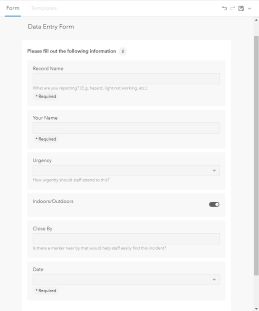 Form Templates
Data Entry Form
Please fill out the following information
Record Name
What are you reporting? (E.g. hazard, light not working, etc.)
* Required
Your Name
* Required
Urgency
How urgently should staff attend to this?
Indoors/Outdoors
Close By
Is there a marker near by that would help staff easily find this incident?
Date
* Required